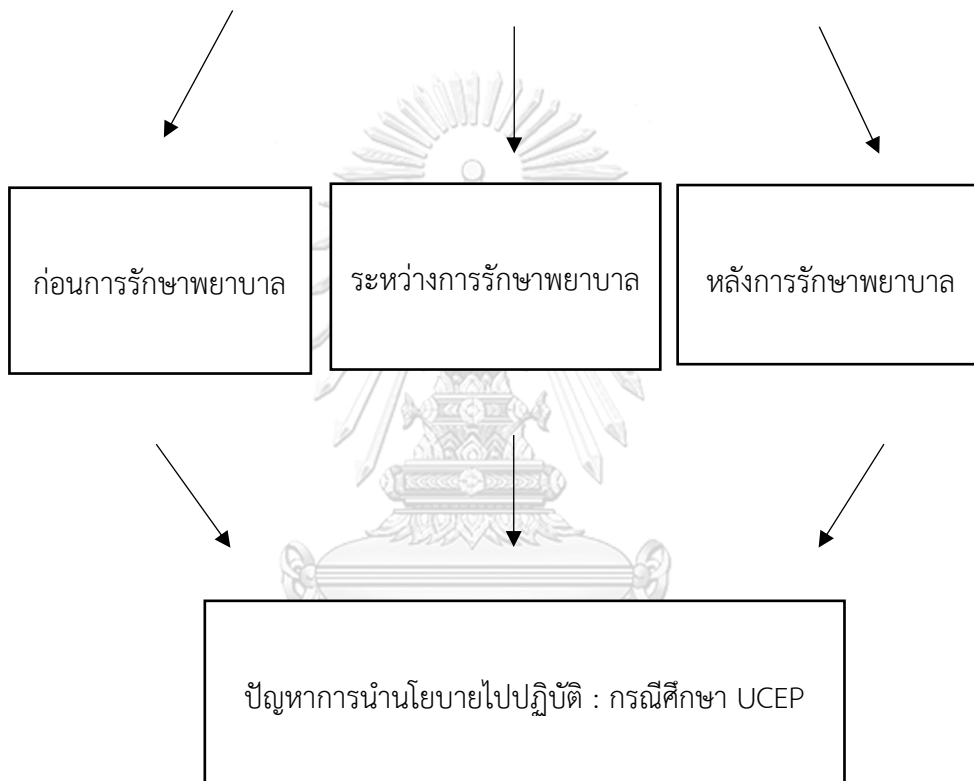 ก่อนการรักษาพยาบาล
ระหว่างการรักษาพยาบาล
หลังการรักษาพยาบาล
ปัญหาการนำนโยบายไปปฏิบัติ : กรณีศึกษา UCEP